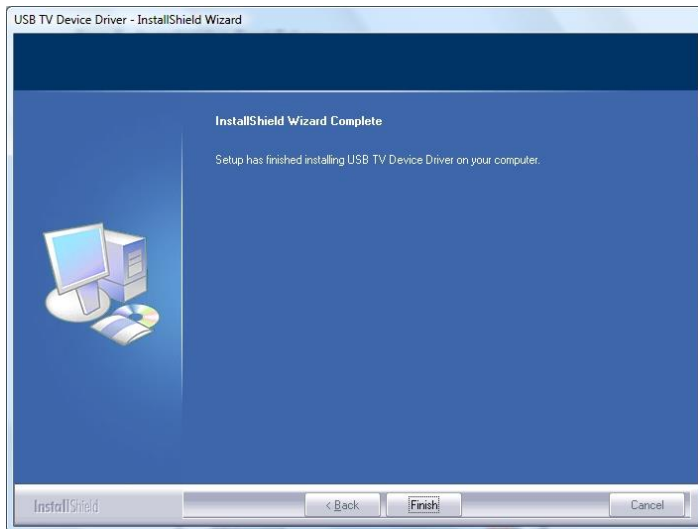 USB TV Device Driver - InstallShield Wizard
InstallShield Wizard Complete
Setup has finished installing USB TV Device Driver on your computer.
InstallShield
< Back
Finish
Cancel